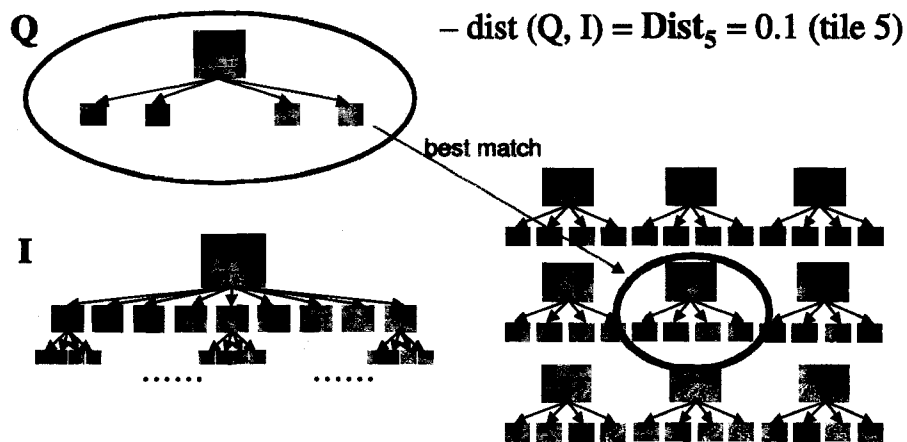 Q
– dist (Q, I) = Dist₅ = 0.1 (tile 5)
best match
I
...... ......